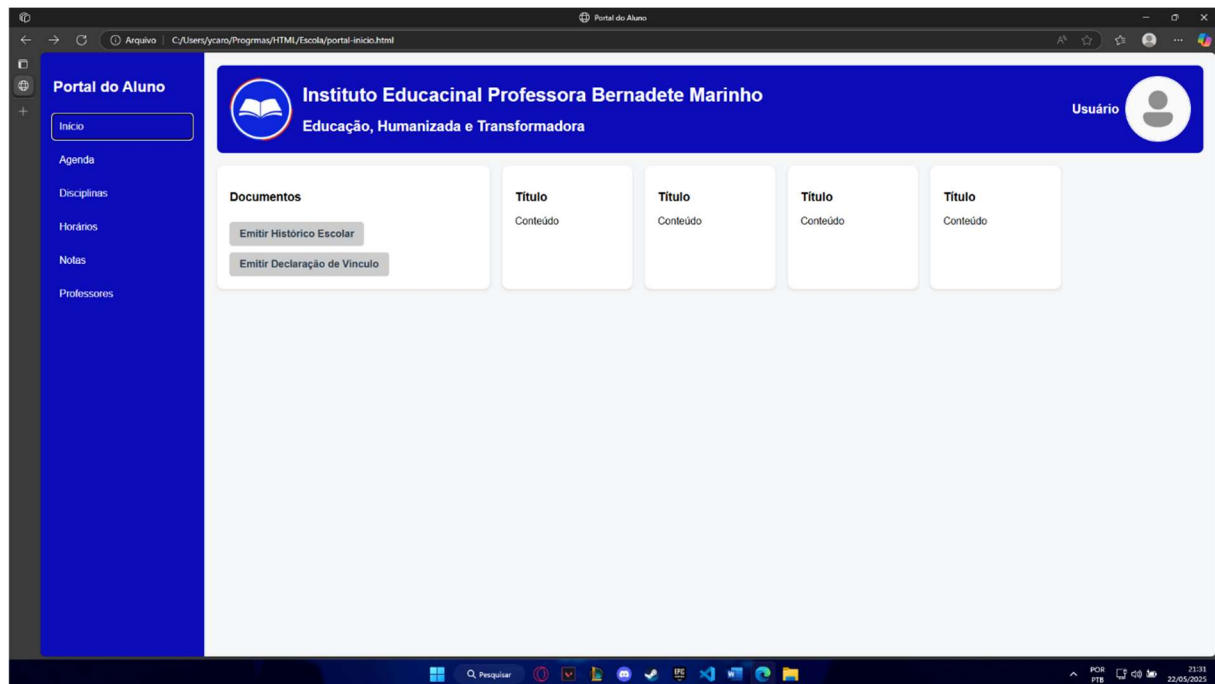 Portal do Aluno
Arquivo C:/Users/ycaro/Progrmas/HTML/Escola/portal-inicio.html
Portal do Aluno
Início
Agenda
Disciplinas
Horários
Notas
Professores
Instituto Educacinal Professora Bernadete Marinho
Educação, Humanizada e Transformadora
Usuário
Documentos
Emitir Histórico Escolar
Emitir Declaração de Vinculo
Título
Conteúdo
Título
Conteúdo
Título
Conteúdo
Título
Conteúdo
Pesquisar
POR
PTB
21:31
22/05/2025